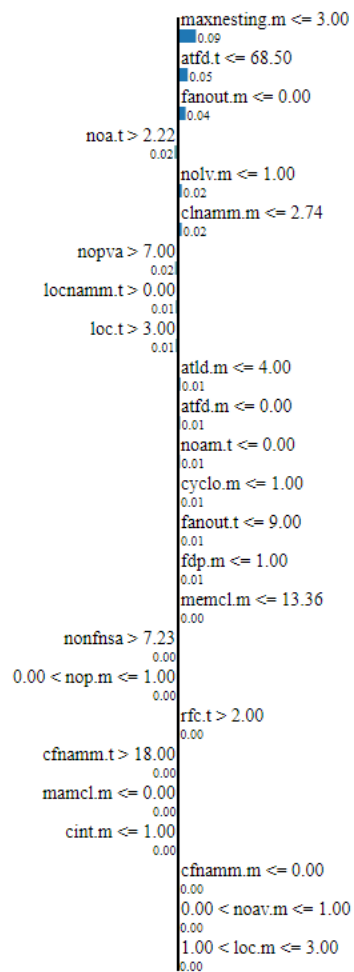 maxnesting.m <= 3.00
0.09
atfd.t <= 68.50
0.05
fanout.m <= 0.00
0.04
noa.t > 2.22
0.02
nolv.m <= 1.00
0.02
clnamm.m <= 2.74
0.02
nopva > 7.00
0.02
locnamm.t > 0.00
0.01
loc.t > 3.00
0.01
atld.m <= 4.00
0.01
atfd.m <= 0.00
0.01
noam.t <= 0.00
0.01
cyclo.m <= 1.00
0.01
fanout.t <= 9.00
0.01
fdp.m <= 1.00
0.01
memcl.m <= 13.36
0.00
nonfnsa > 7.23
0.00
0.00 < nop.m <= 1.00
0.00
rfc.t > 2.00
0.00
cfnamm.t > 18.00
0.00
mamcl.m <= 0.00
0.00
cint.m <= 1.00
0.00
cfnamm.m <= 0.00
0.00
0.00 < noav.m <= 1.00
0.00
1.00 < loc.m <= 3.00
0.00